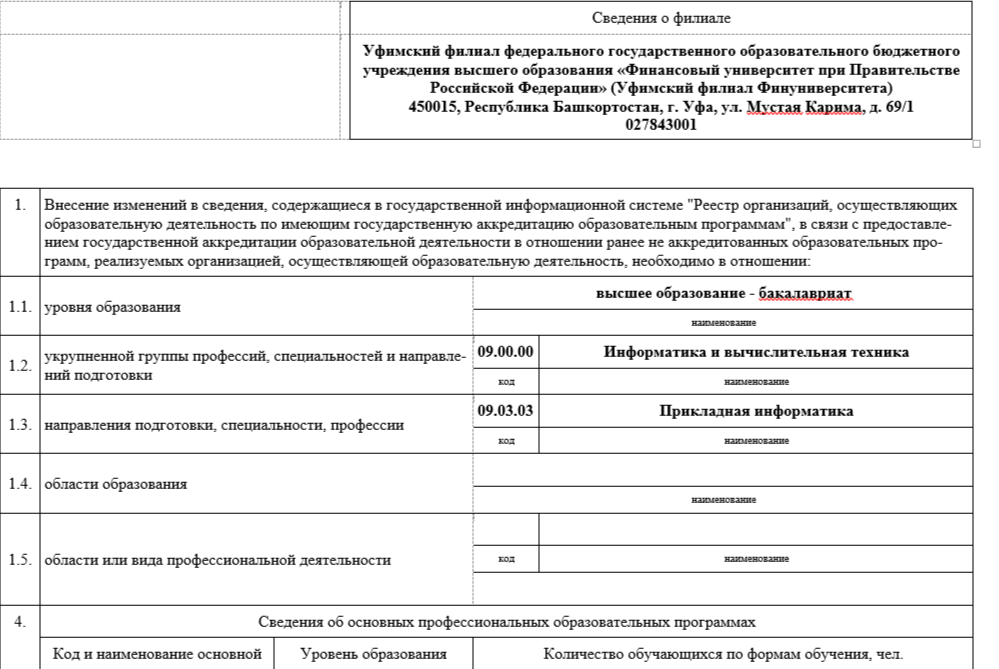 Сведения о филиале
Уфимский филиал федерального государственного образовательного бюджетного
учреждения высшего образования «Финансовый университет при Правительстве
Российской Федерации» (Уфимский филиал Финуниверситета)
450015, Республика Башкортостан, г. Уфа, ул. Мустая Карима, д. 69/1
027843001
1.
Внесение изменений в сведения, содержащиеся в государственной информационной системе "Реестр организаций, осуществляющих
образовательную деятельность по имеющим государственную аккредитацию образовательным программам", в связи с предоставле-
нием государственной аккредитации образовательной деятельности в отношении ранее не аккредитованных образовательных про-
грамм, реализуемых организацией, осуществляющей образовательную деятельность, необходимо в отношении:
1.1.
уровня образования
высшее образование - бакалавриат
наименование
1.2.
укрупненной группы профессий, специальностей и направле-
ний подготовки
09.00.00
Информатика и вычислительная техника
код
наименование
1.3.
направления подготовки, специальности, профессии
09.03.03
Прикладная информатика
код
наименование
1.4.
области образования
наименование
1.5.
области или вида профессиональной деятельности
код
наименование
4.
Сведения об основных профессиональных образовательных программах
Код и наименование основной
Уровень образования
Количество обучающихся по формам обучения, чел.